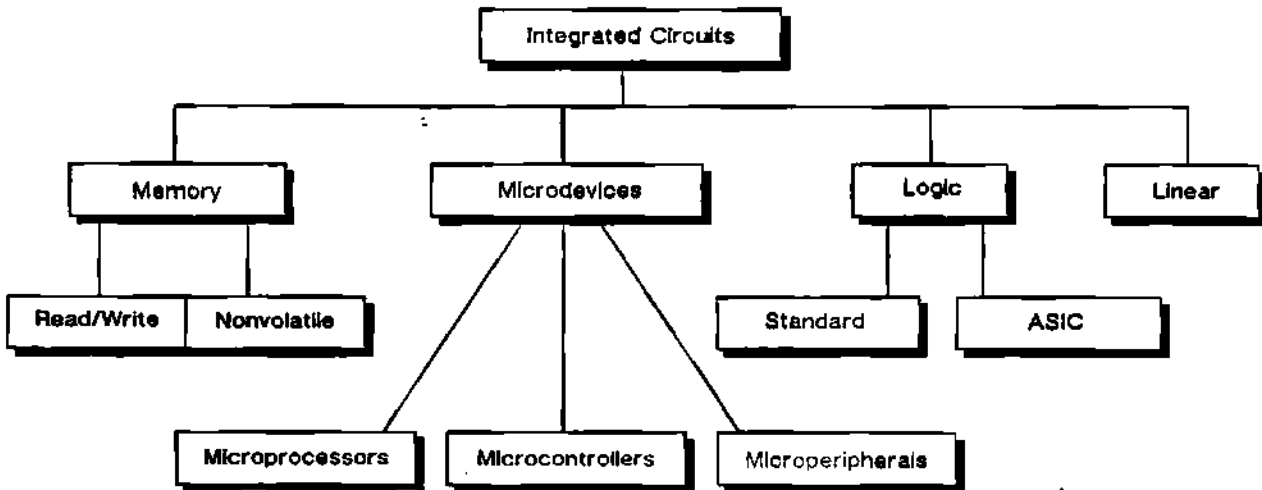 Integrated Circuits
Memory
Microdevices
Logic
Linear
Read/Write
Nonvolatile
Standard
ASIC
Microprocessors
Microcontrollers
Microperipherals